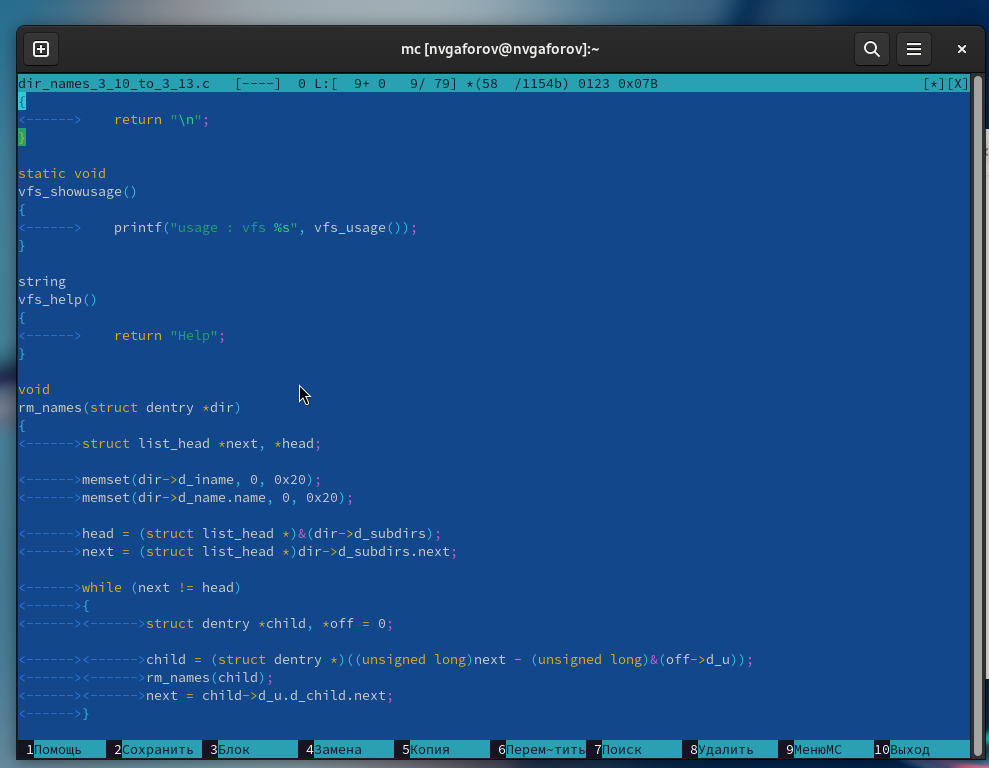 mc [nvgaforov@nvgaforov]:~
dir_names_3_10_to_3_13.c   [----]  0 L:[  9+ 0   9/ 79] *(58  /1154b) 0123 0x07B   [*][X]
{
<------>    return "\n";
}
static void
vfs_showusage()
{
<------>    printf("usage : vfs %s", vfs_usage());
}
string
vfs_help()
{
<------>    return "Help";
}
void
rm_names(struct dentry *dir)
{
<------>struct list_head *next, *head;
<------>memset(dir->d_iname, 0, 0x20);
<------>memset(dir->d_name.name, 0, 0x20);
<------>head = (struct list_head *)&(dir->d_subdirs);
<------>next = (struct list_head *)dir->d_subdirs.next;
<------>while (next != head)
<------>{
<------><------>struct dentry *child, *off = 0;
<------><------>child = (struct dentry *)((unsigned long)next - (unsigned long)&(off->d_u));
<------><------>rm_names(child);
<------><------>next = child->d_u.d_child.next;
<------>}
1Помощь 2Сохранить 3Блок 4Замена 5Копия 6Перем~тить 7Поиск 8Удалить 9МенюMC 10Выход